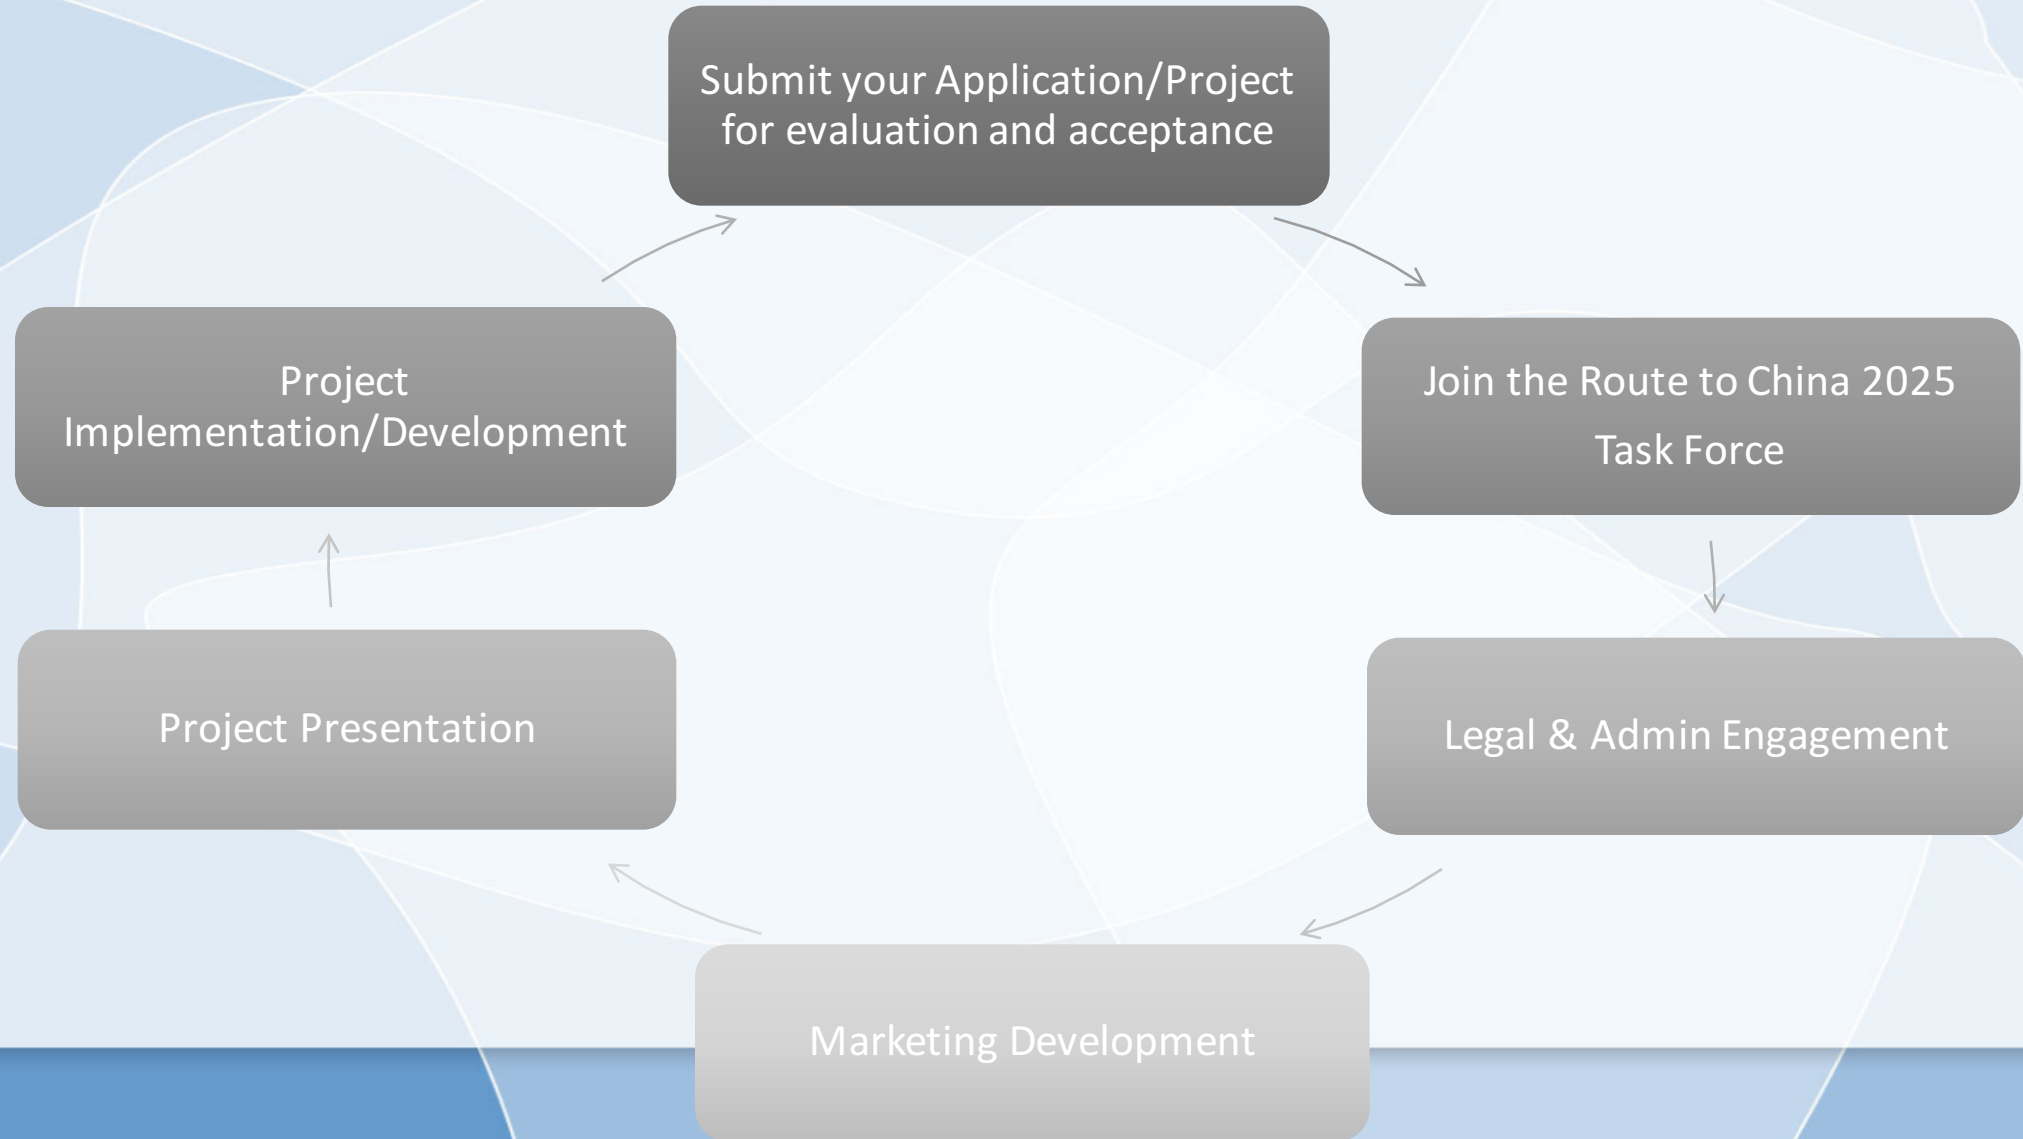 Submit your Application/Project
for evaluation and acceptance
Join the Route to China 2025
Task Force
Legal & Admin Engagement
Marketing Development
Project Presentation
Project
Implementation/Development